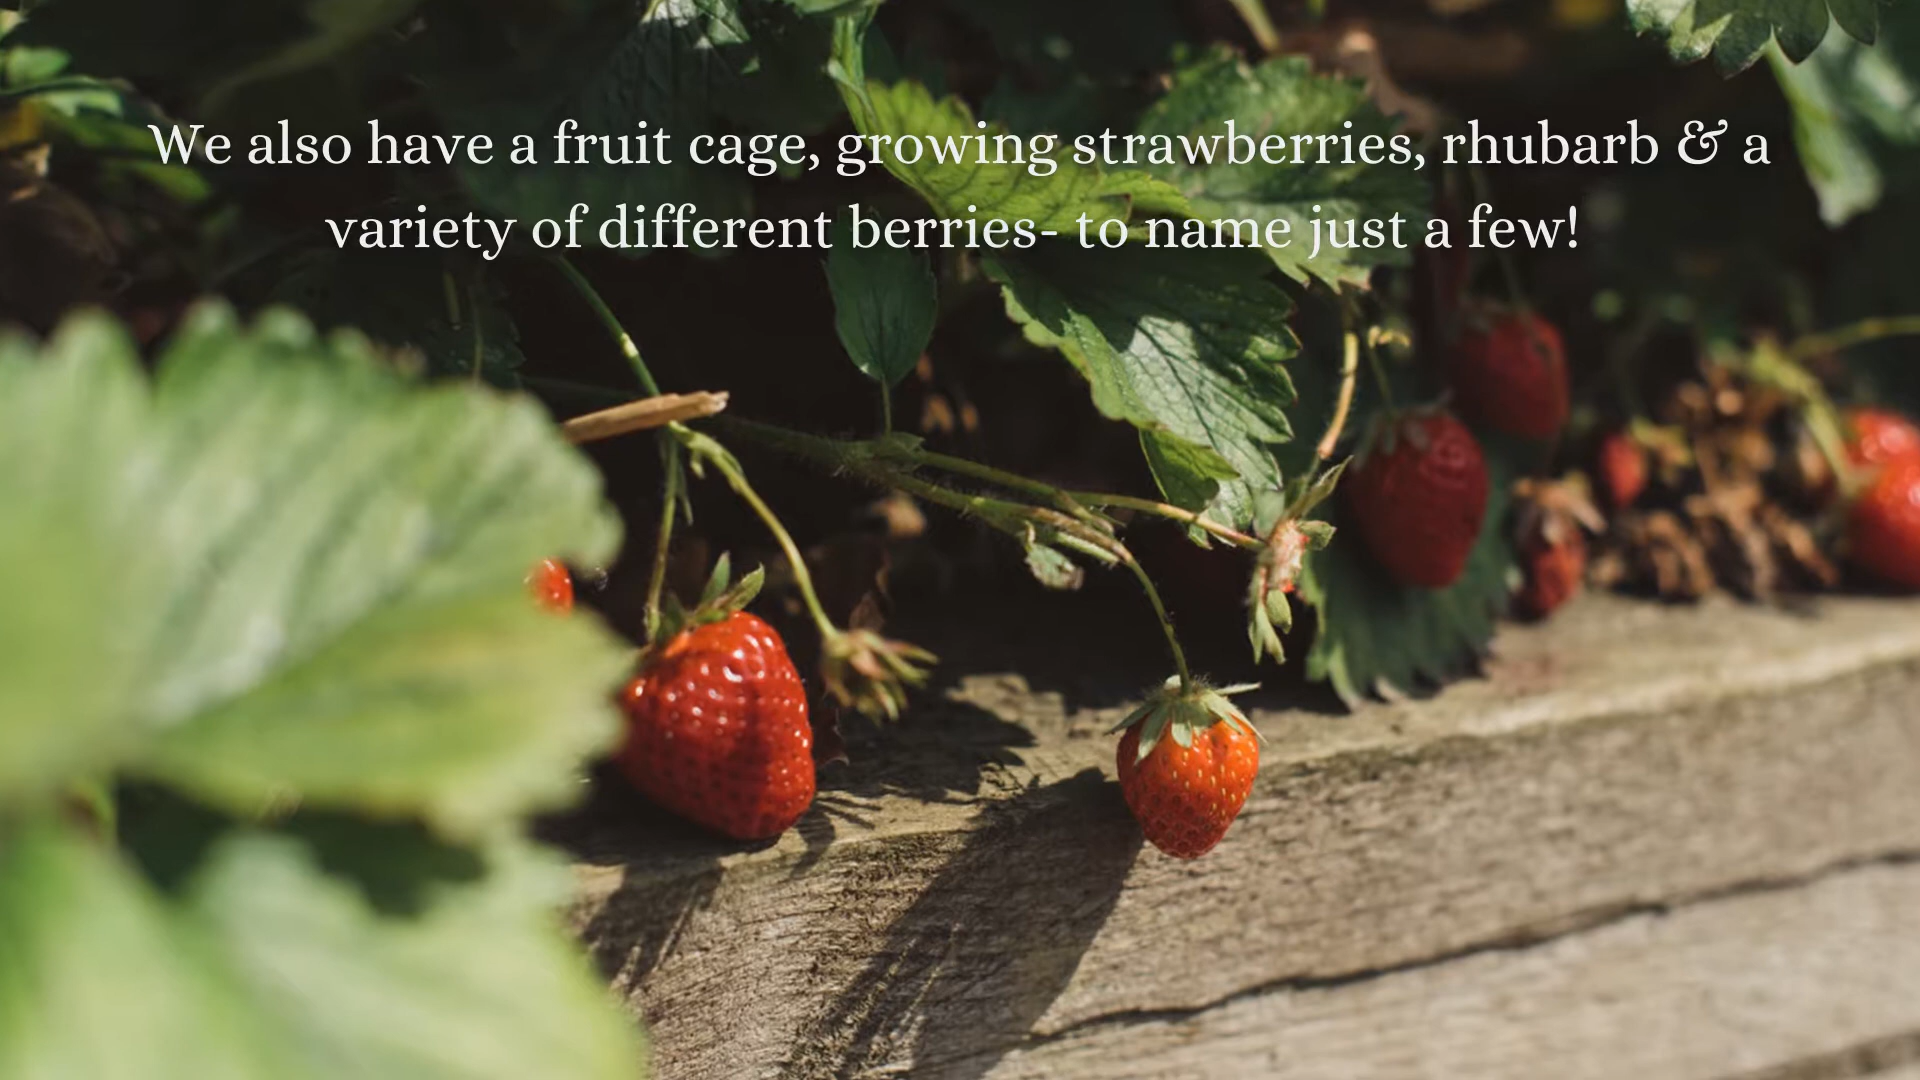 We also have a fruit cage, growing strawberries, rhubarb & a
variety of different berries- to name just a few!